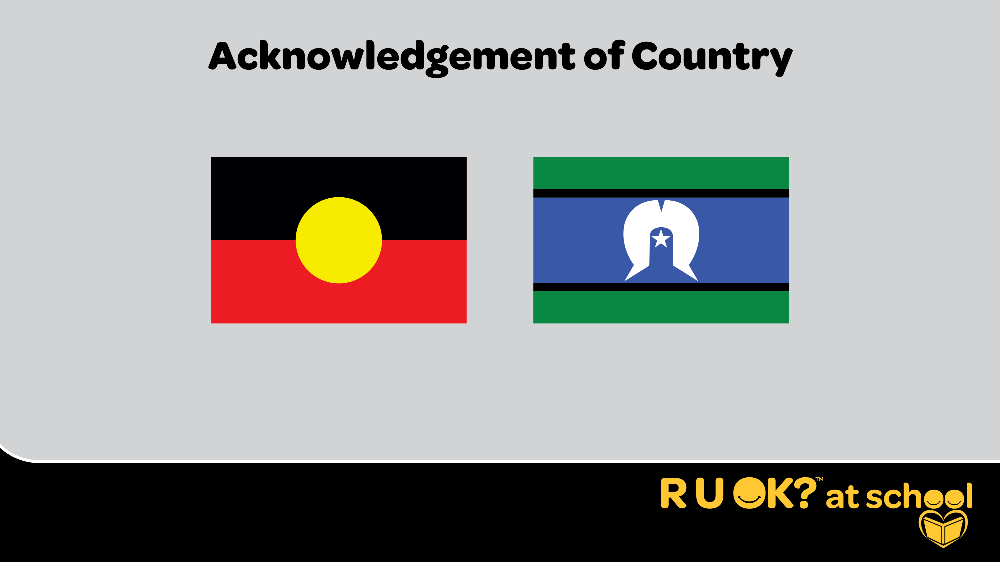 Acknowledgement of Country
R U OK?™ at school